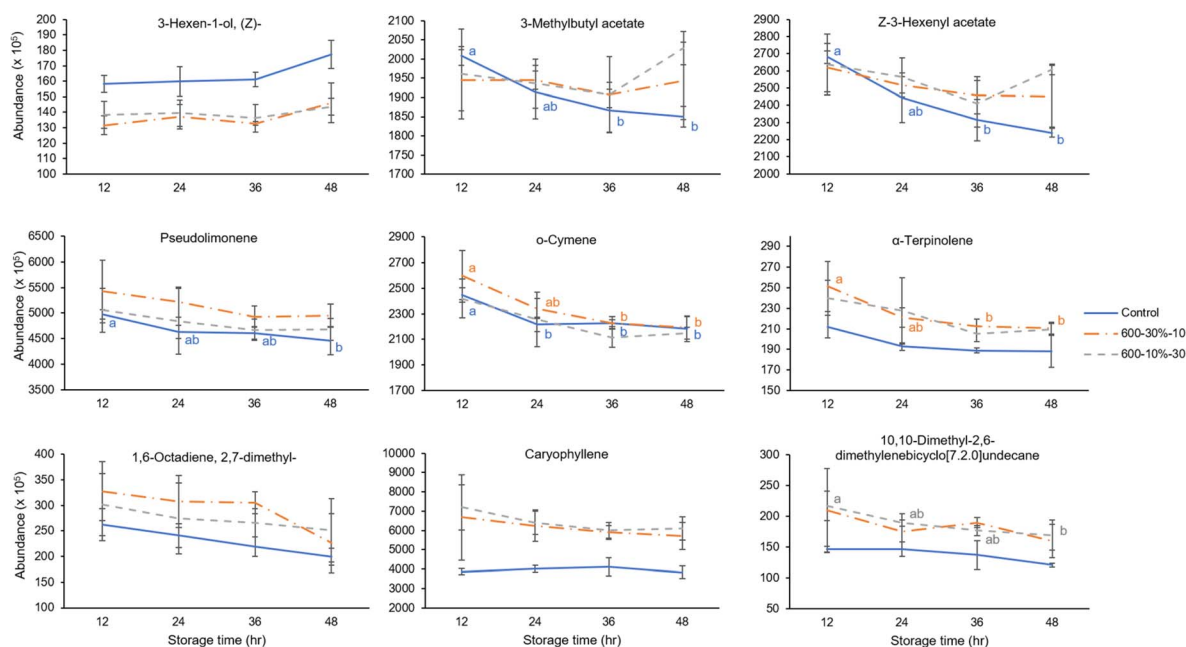 3-Hexen-1-ol, (Z)-
Abundance (x 10⁵)
200
190
180
170
160
150
140
130
120
110
100
12 24 36 48
3-Methylbutyl acetate
2100
2050
2000
1950
1900
1850
1800
1750
1700
a
ab
b
b
12 24 36 48
Z-3-Hexenyl acetate
2900
2800
2700
2600
2500
2400
2300
2200
2100
2000
a
ab
b
b
12 24 36 48
Pseudolimonene
Abundance (x 10⁵)
6500
6000
5500
5000
4500
4000
3500
a
ab
ab
b
12 24 36 48
o-Cymene
2900
2700
2500
2300
2100
1900
1700
a
a
ab
b
b
b
b
b
12 24 36 48
α-Terpinolene
290
270
250
230
210
190
170
150
a
ab
b
b
12 24 36 48
Control
600-30%-10
600-10%-30
1,6-Octadiene, 2,7-dimethyl-
Abundance (x 10⁵)
400
350
300
250
200
150
100
12 24 36 48
Storage time (hr)
Caryophyllene
10000
9000
8000
7000
6000
5000
4000
3000
2000
12 24 36 48
Storage time (hr)
10,10-Dimethyl-2,6-
dimethylenebicyclo[7.2.0]undecane
300
250
200
150
100
50
a
ab
ab
b
12 24 36 48
Storage time (hr)